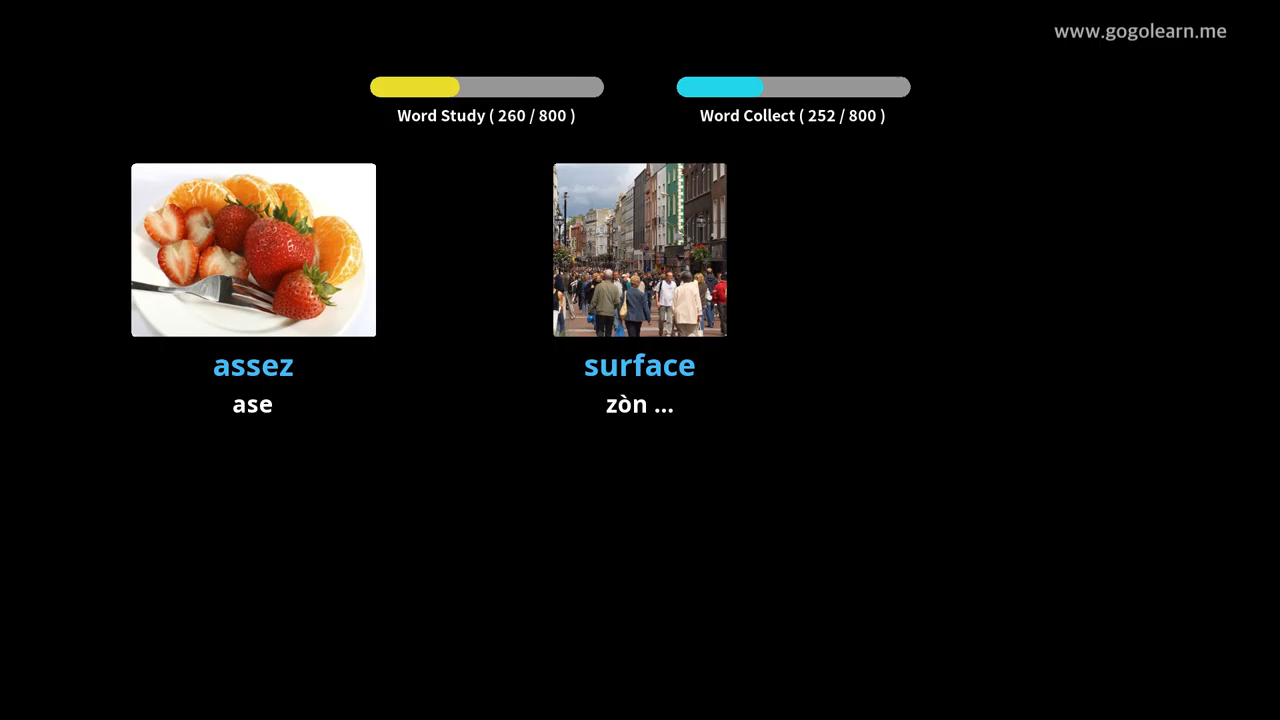 www.gogolearn.me
Word Study ( 260 / 800 )
Word Collect ( 252 / 800 )
assez
ase
surface
zòn ...